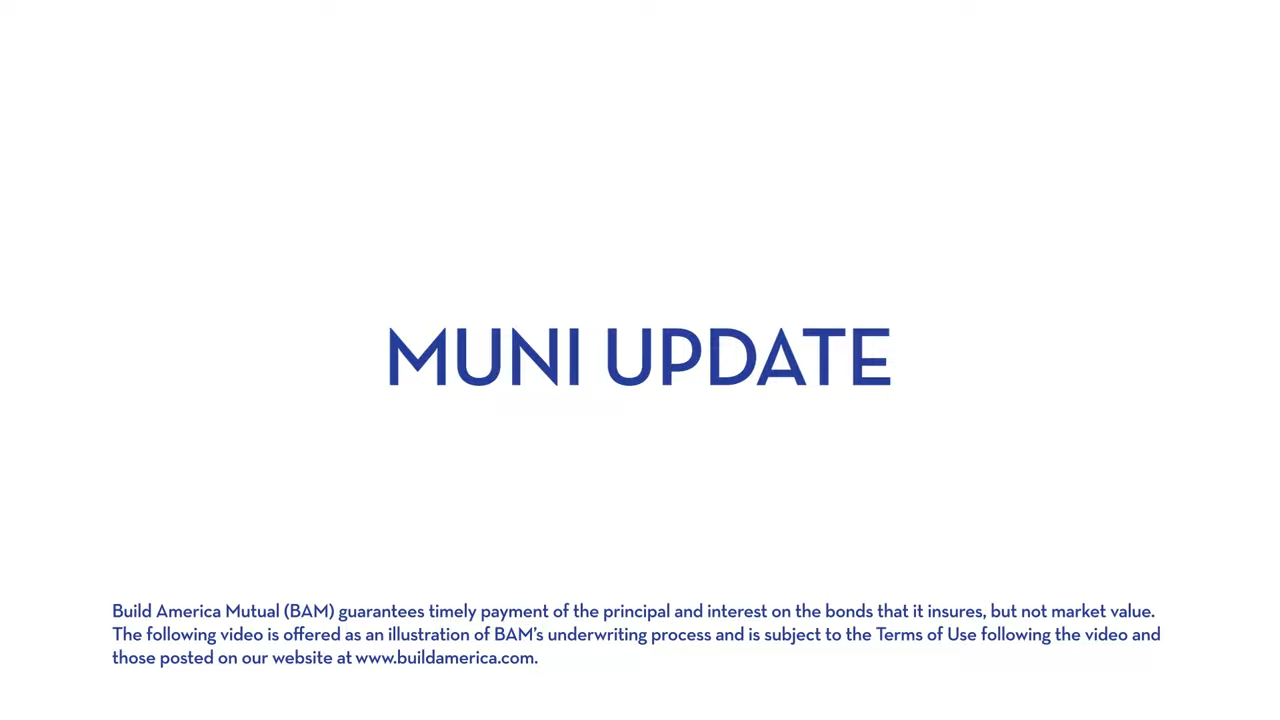 MUNI UPDATE
Build America Mutual (BAM) guarantees timely payment of the principal and interest on the bonds that it insures, but not market value.
The following video is offered as an illustration of BAM's underwriting process and is subject to the Terms of Use following the video and
those posted on our website at www.buildamerica.com.